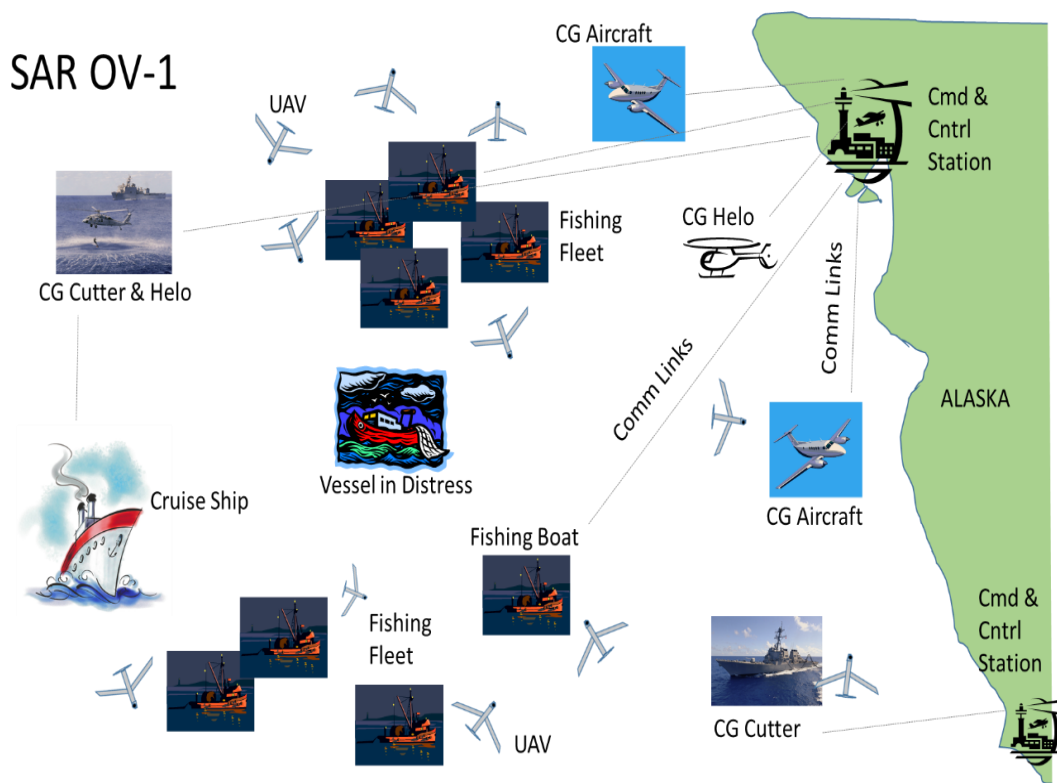 SAR OV-1
CG Aircraft
UAV
Cmd &
Cntrl
Station
Fishing
Fleet
CG Helo
CG Cutter & Helo
Comm Links
Comm Links
ALASKA
Vessel in Distress
Cruise Ship
CG Aircraft
Fishing Boat
Fishing
Fleet
Cmd &
Cntrl
Station
CG Cutter
UAV